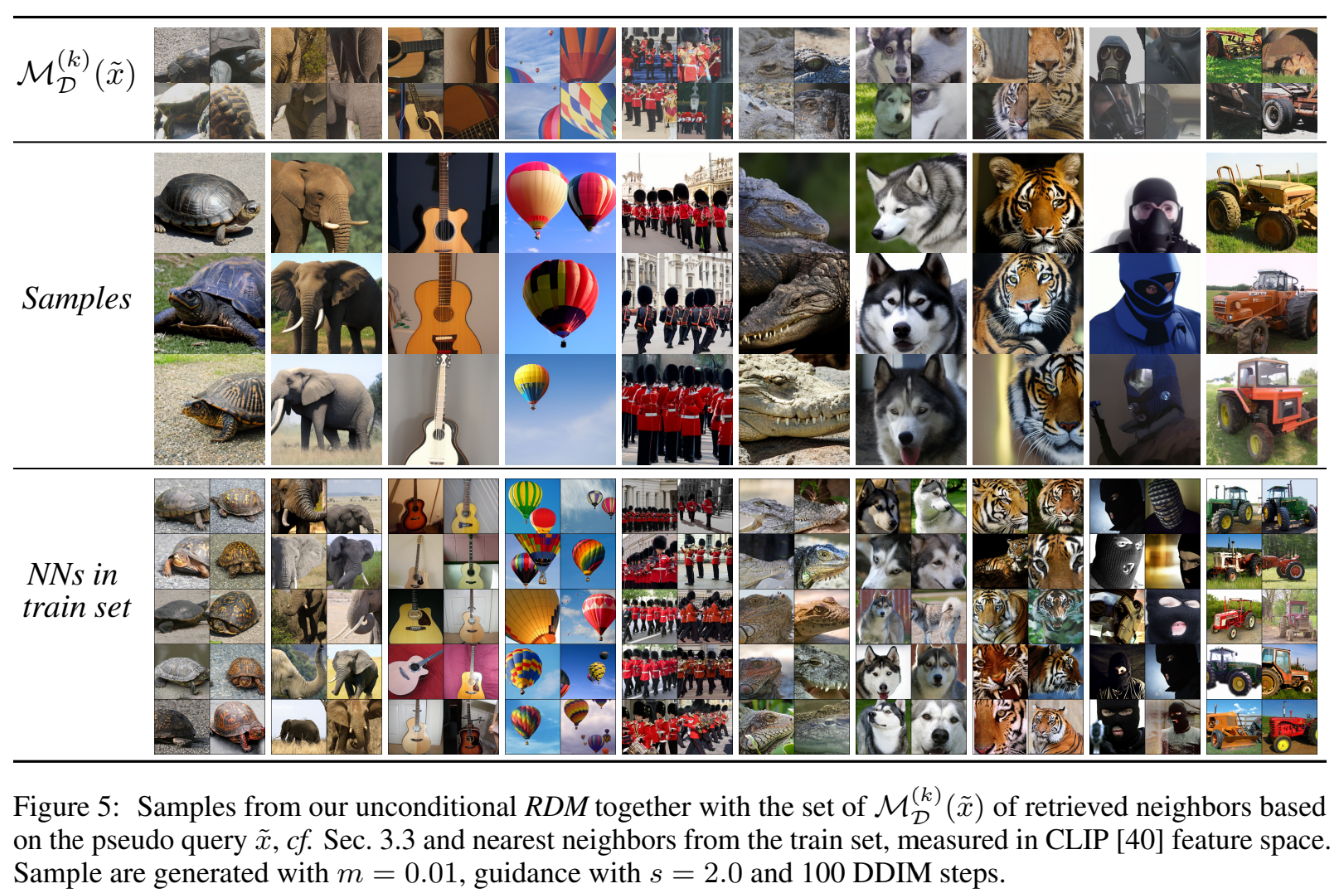 $\mathcal{M}_{\mathcal{D}}^{(k)}(\tilde{x})$
Samples
NNs in
train set
Figure 5: Samples from our unconditional RDM together with the set of $\mathcal{M}_{\mathcal{D}}^{(k)}(\tilde{x})$ of retrieved neighbors based
on the pseudo query $\tilde{x}$, cf. Sec. 3.3 and nearest neighbors from the train set, measured in CLIP [40] feature space.
Sample are generated with $m = 0.01$, guidance with $s = 2.0$ and 100 DDIM steps.